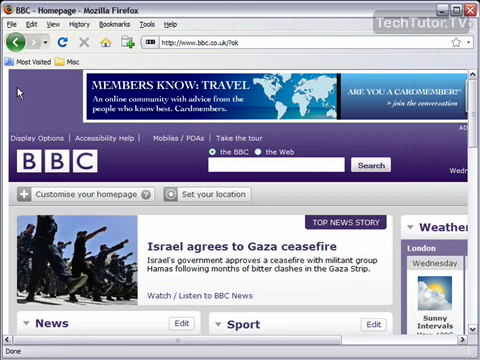 BBC - Homepage - Mozilla Firefox
TechTutor.TV
File Edit View History Bookmarks Tools Help
http://www.bbc.co.uk/?ok
Most Visited Misc
MEMBERS KNOW: TRAVEL
An online community with advice from the
people who know best. Cardmembers.
ARE YOU A CARDMEMBER?
» join the conversation
AD
Display Options Accessibility Help Mobiles / PDAs Take the tour
the BBC the Web
BBC
Search
Wedn
Customise your homepage ?
Set your location
TOP NEWS STORY
Israel agrees to Gaza ceasefire
Israel's government approves a ceasefire with militant group
Hamas following months of bitter clashes in the Gaza Strip.
Watch / Listen to BBC News
Weather
London
Wednesday
Sunny
Intervals
News Edit
Sport Edit
Done